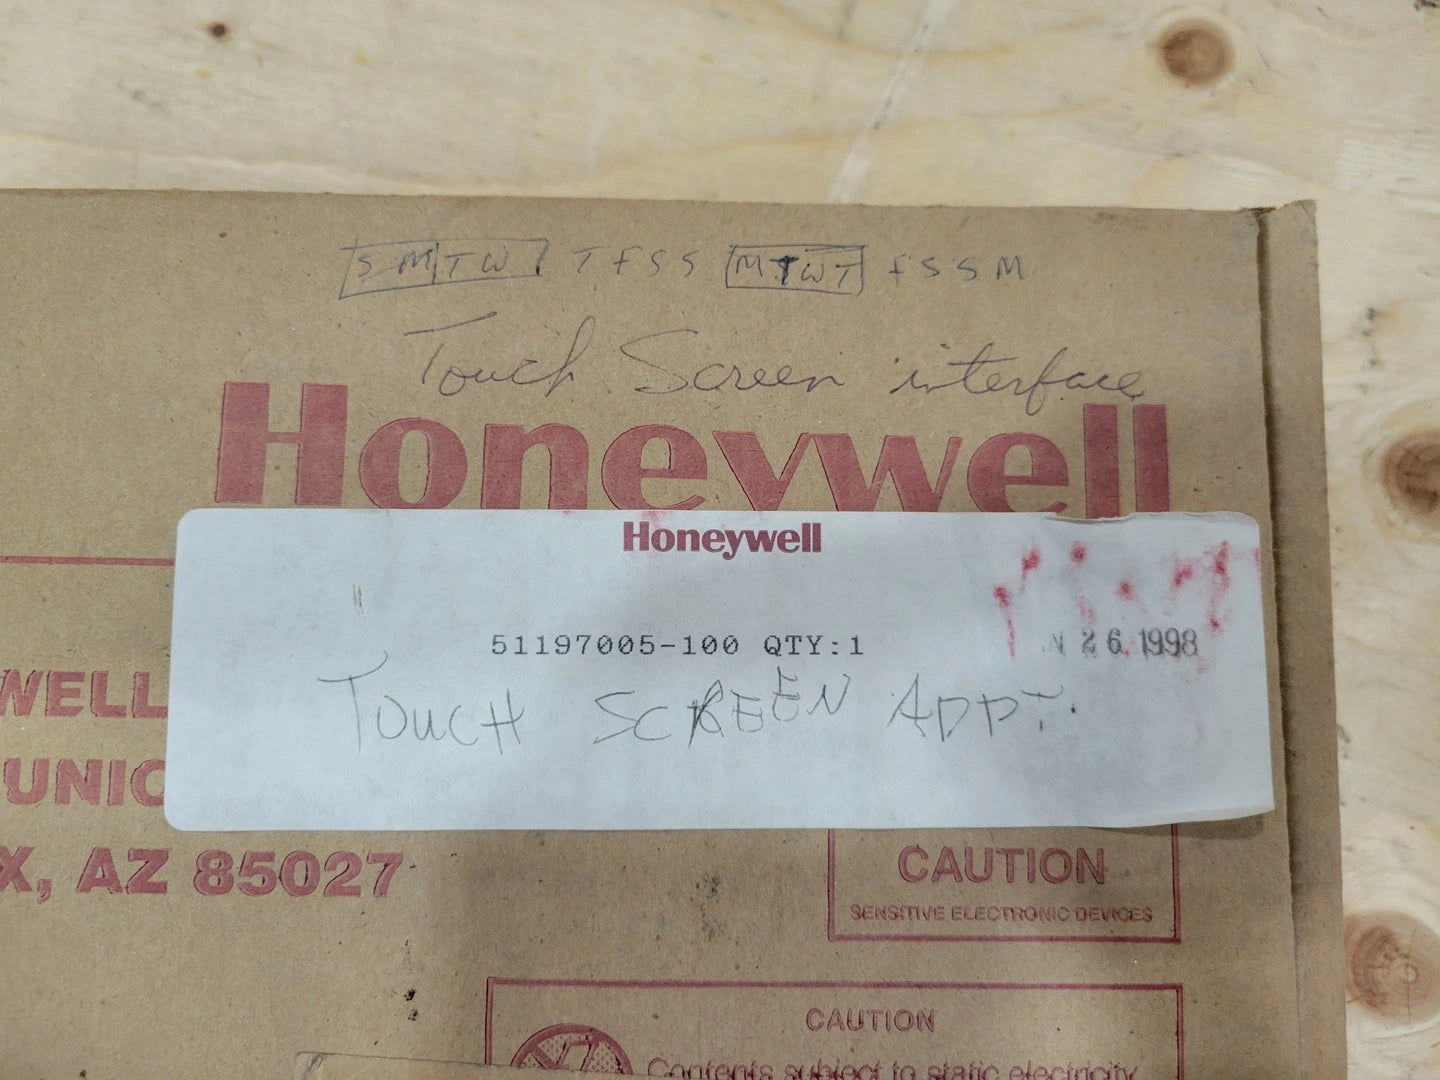 S M T W T F S S M T W T F S S M
Touch Screen interface
Honeywell
Honeywell
51197005-100 QTY:1
N 26 1998
TOUCH SCREEN ADPT.
WELL
UNIC
X, AZ 85027
CAUTION
SENSITIVE ELECTRONIC DEVICES
CAUTION
Contents subject to static electricity